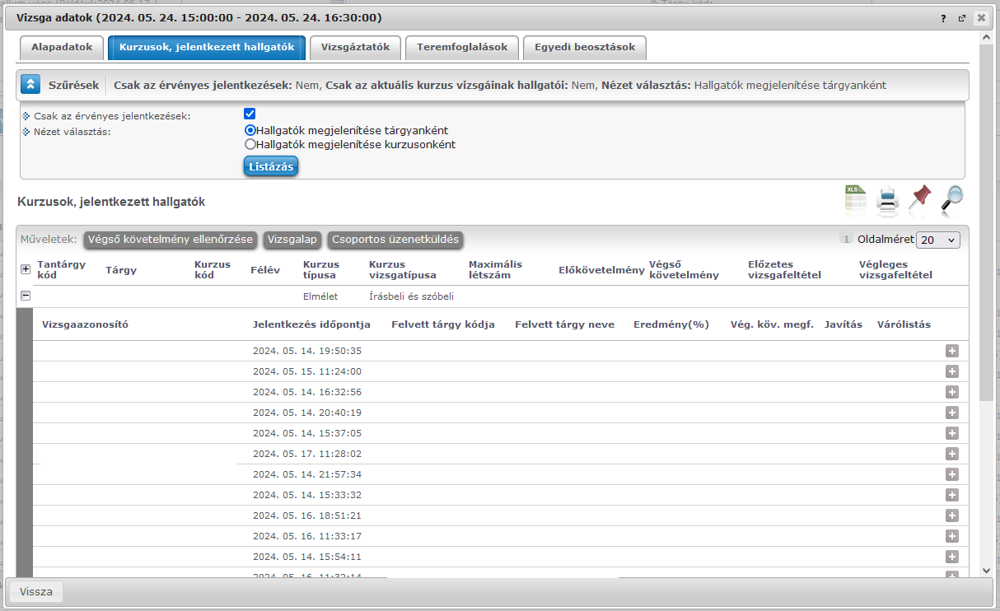 Vizsga adatok (2024. 05. 24. 15:00:00 - 2024. 05. 24. 16:30:00)
?
Alapadatok Kurzusok, jelentkezett hallgatók Vizsgáztatók Teremfoglalások Egyedi beosztások
Szűrések Csak az érvényes jelentkezések: Nem, Csak az aktuális kurzus vizsgáinak hallgatói: Nem, Nézet választás: Hallgatók megjelenítése tárgyanként
Csak az érvényes jelentkezések:
Nézet választás: Hallgatók megjelenítése tárgyanként
Hallgatók megjelenítése kurzusonként
Listázás
Kurzusok, jelentkezett hallgatók
XLS
Műveletek: Végső követelmény ellenőrzése Vizsgalap Csoportos üzenetküldés 1 Oldalméret 20
Tantárgy kód Tárgy Kurzus kód Félév Kurzus típusa Kurzus vizsgatípusa Maximális létszám Előkövetelmény Végső követelmény Előzetes vizsgafeltétel Végleges vizsgafeltétel
Elmélet Írásbeli és szóbeli
Vizsgaazonosító Jelentkezés időpontja Felvett tárgy kódja Felvett tárgy neve Eredmény(%) Vég. köv. megf. Javítás Várólistás
2024. 05. 14. 19:50:35
2024. 05. 15. 11:24:00
2024. 05. 14. 16:32:56
2024. 05. 14. 20:40:19
2024. 05. 14. 15:37:05
2024. 05. 17. 11:28:02
2024. 05. 14. 21:57:34
2024. 05. 14. 15:33:32
2024. 05. 16. 18:51:21
2024. 05. 16. 11:33:17
2024. 05. 14. 15:54:11
Vissza